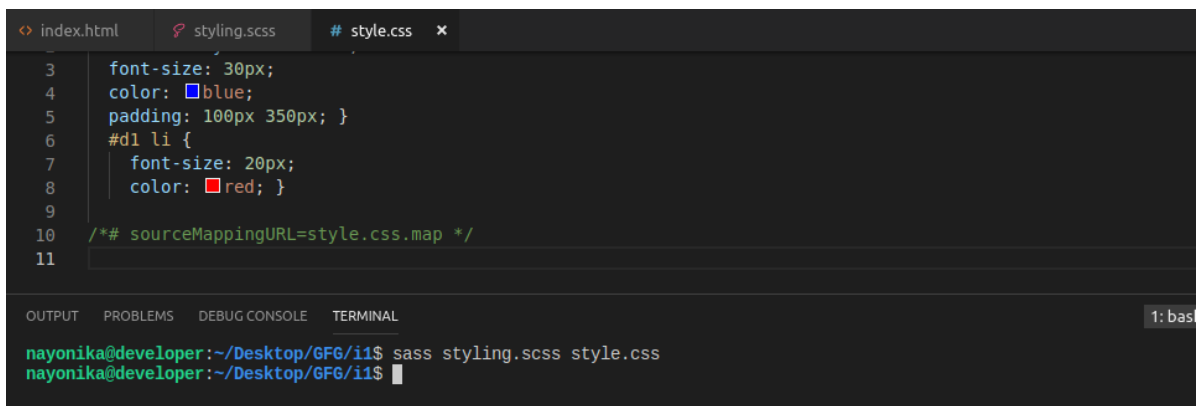 <> index.html styling.scss # style.css ×
3 font-size: 30px;
4 color: blue;
5 padding: 100px 350px; }
6 #d1 li {
7 font-size: 20px;
8 color: red; }
9
10 /*# sourceMappingURL=style.css.map */
11
OUTPUT PROBLEMS DEBUG CONSOLE TERMINAL 1: bash
nayonika@developer:~/Desktop/GFG/i1$ sass styling.scss style.css
nayonika@developer:~/Desktop/GFG/i1$